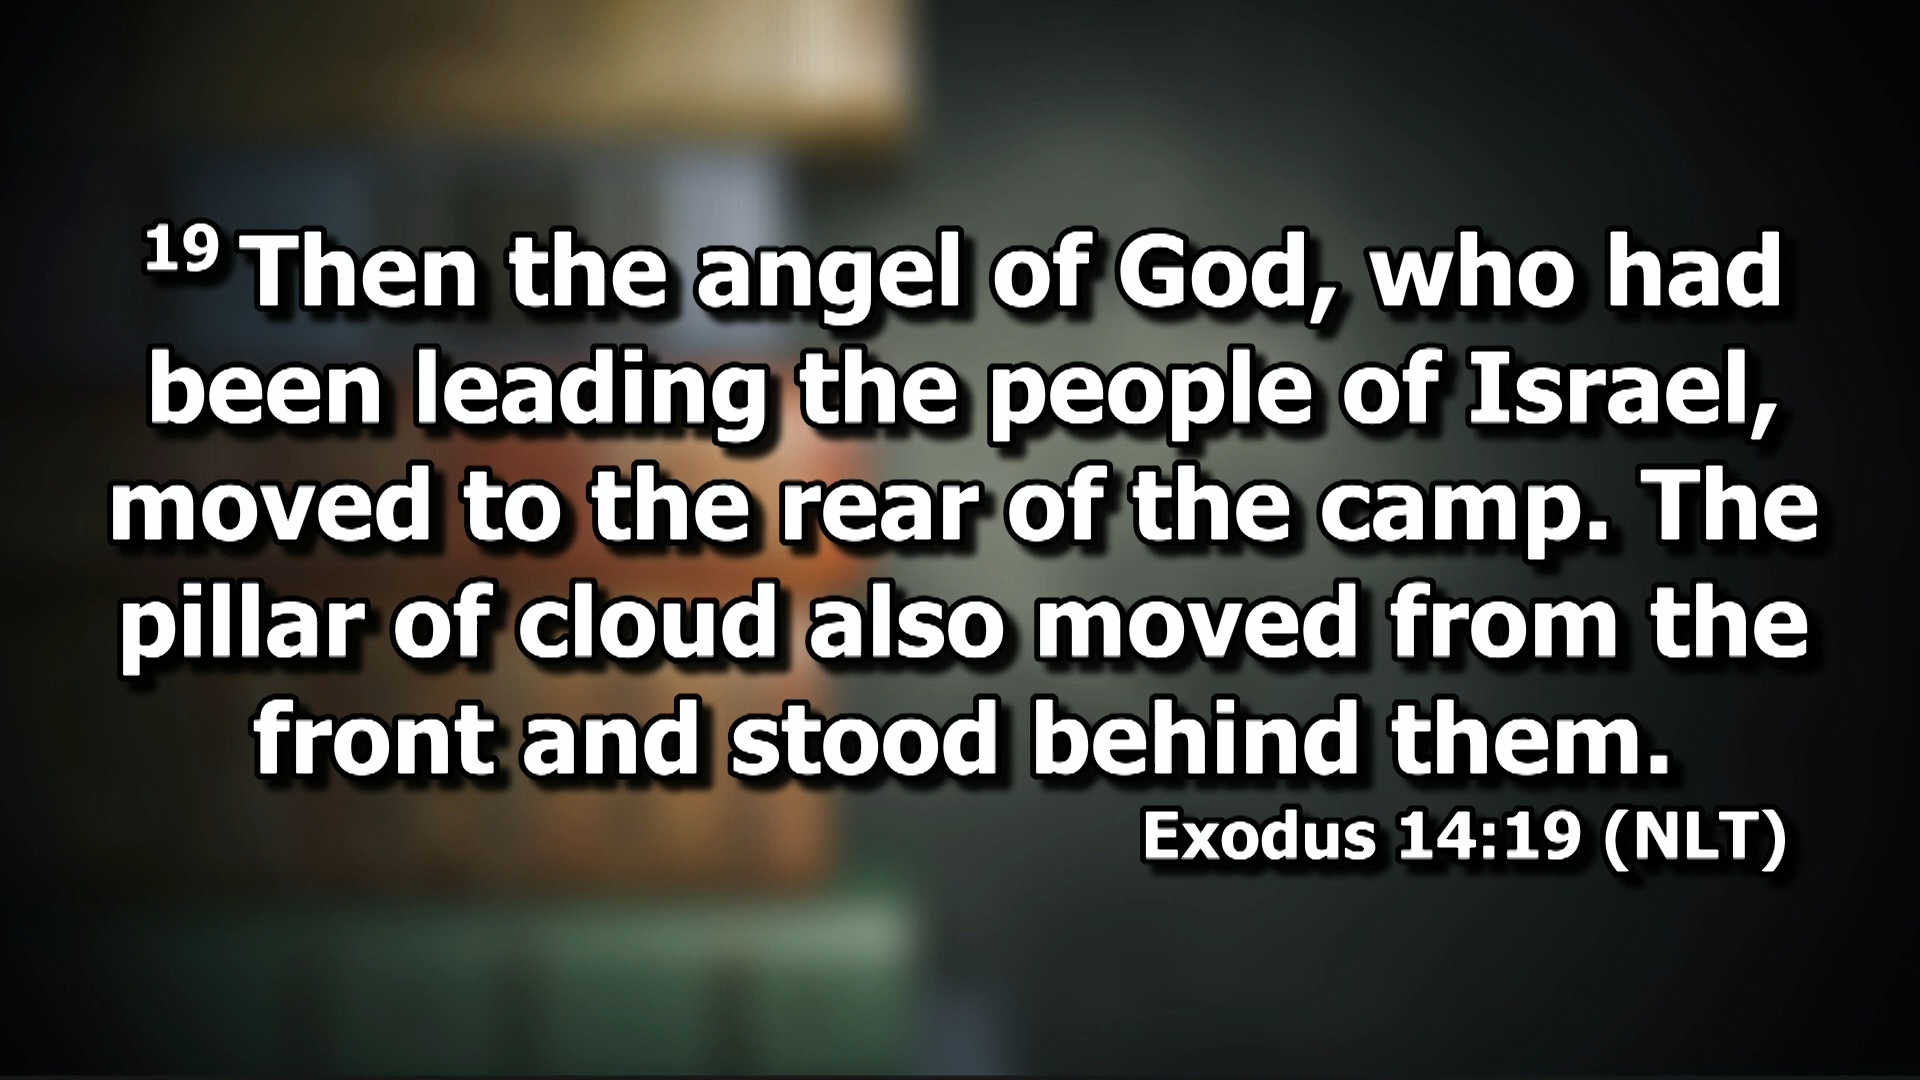 19 Then the angel of God, who had
been leading the people of Israel,
moved to the rear of the camp. The
pillar of cloud also moved from the
front and stood behind them.
Exodus 14:19 (NLT)